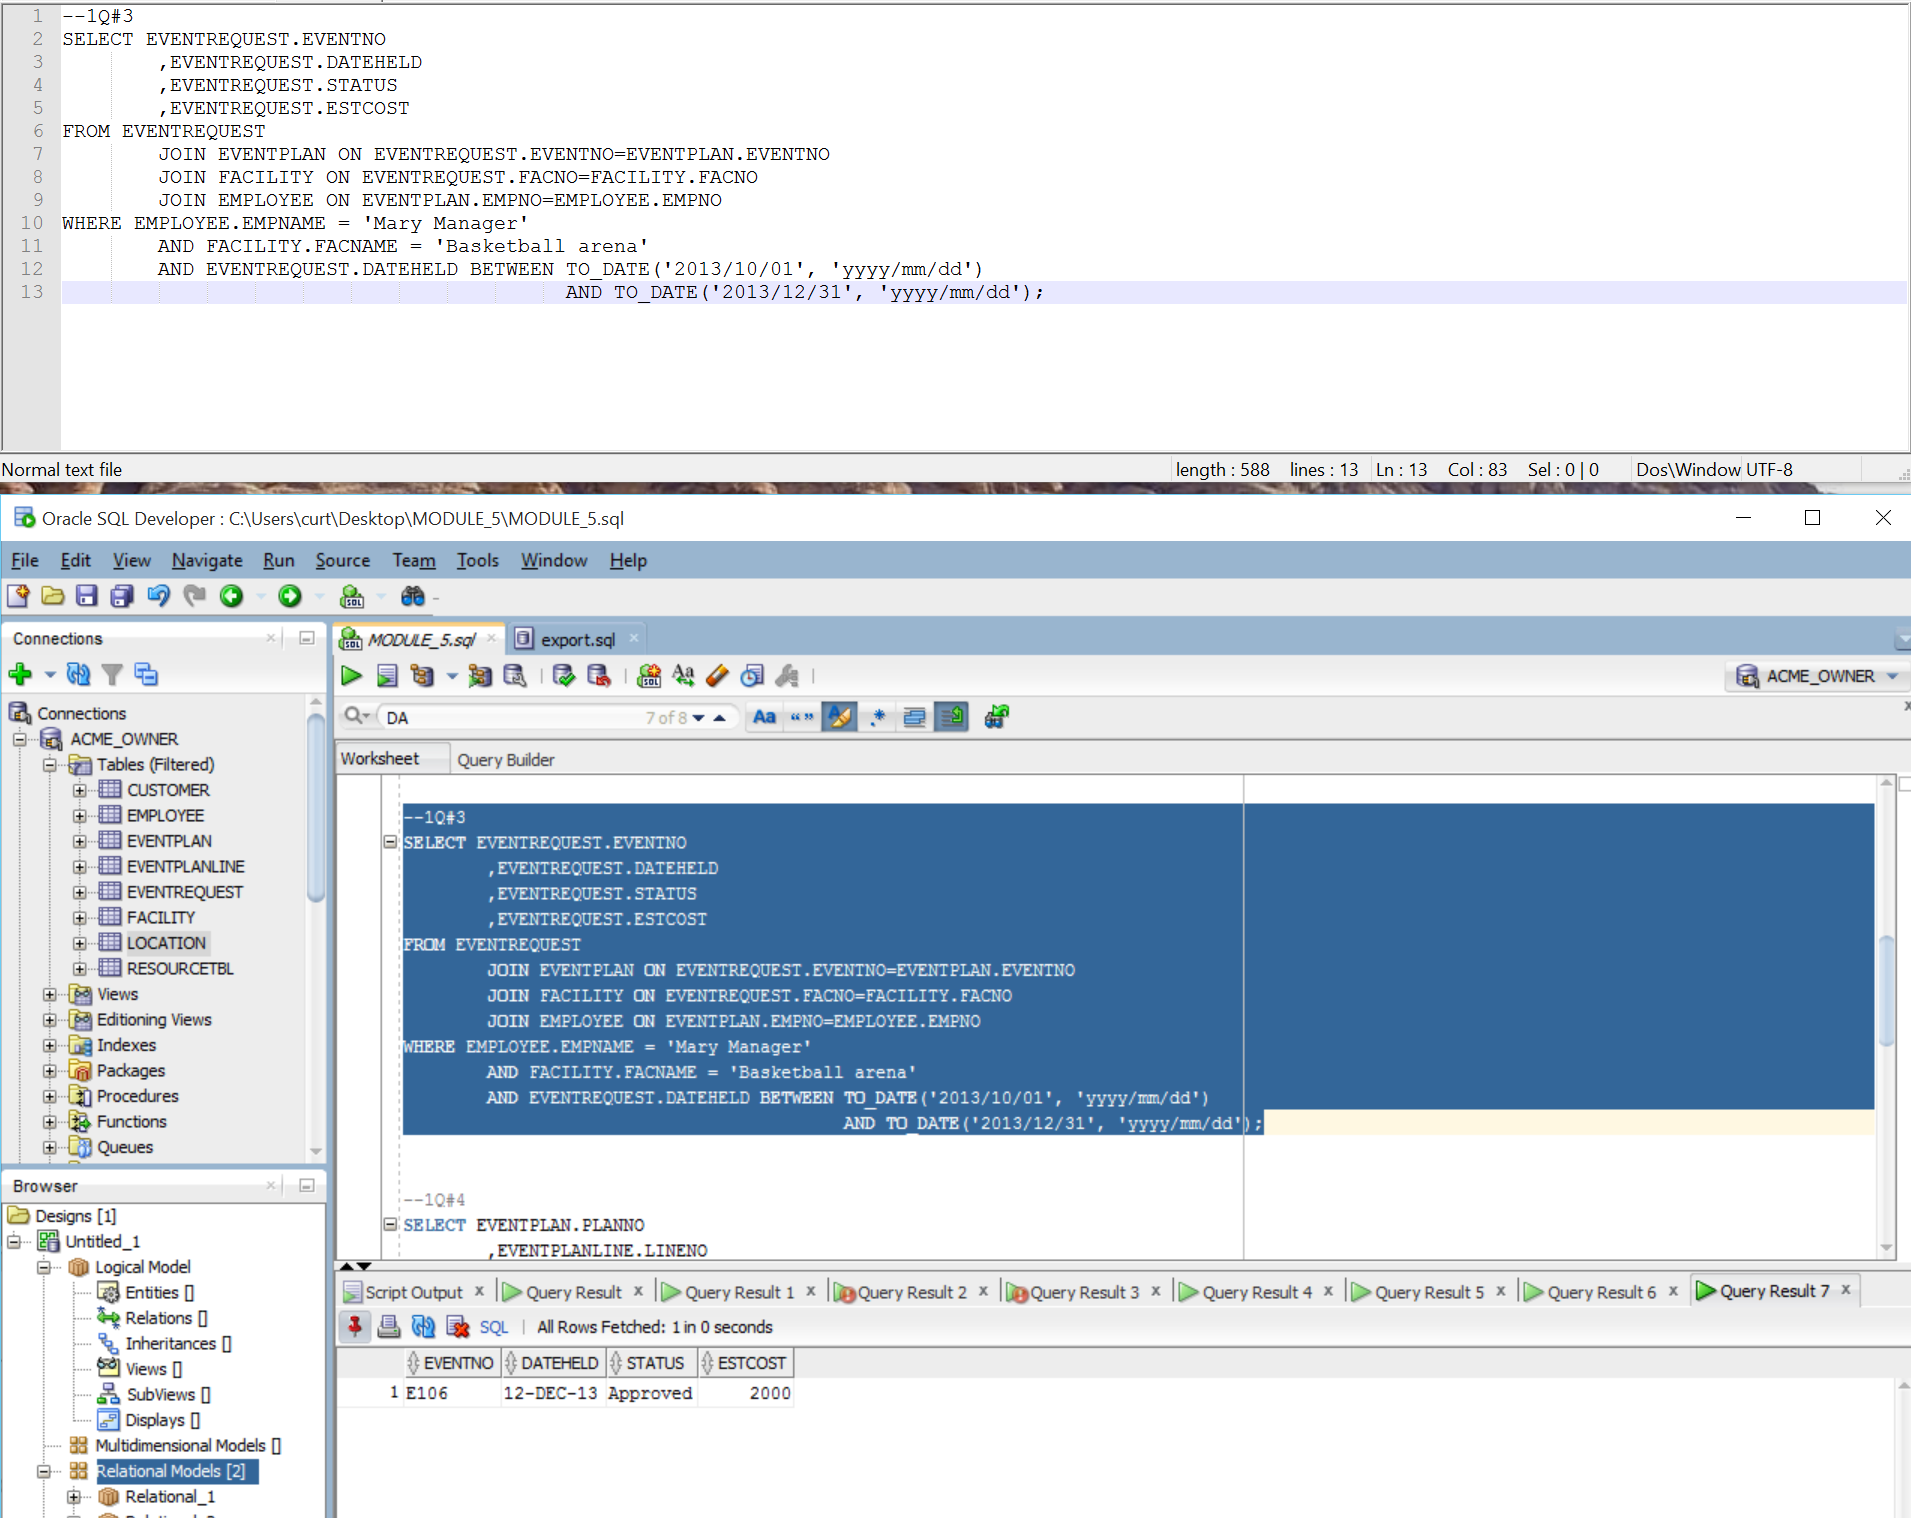 1 --1Q#3
2 SELECT EVENTREQUEST.EVENTNO
3 ,EVENTREQUEST.DATEHELD
4 ,EVENTREQUEST.STATUS
5 ,EVENTREQUEST.ESTCOST
6 FROM EVENTREQUEST
7 JOIN EVENTPLAN ON EVENTREQUEST.EVENTNO=EVENTPLAN.EVENTNO
8 JOIN FACILITY ON EVENTREQUEST.FACNO=FACILITY.FACNO
9 JOIN EMPLOYEE ON EVENTPLAN.EMPNO=EMPLOYEE.EMPNO
10 WHERE EMPLOYEE.EMPNAME = 'Mary Manager'
11 AND FACILITY.FACNAME = 'Basketball arena'
12 AND EVENTREQUEST.DATEHELD BETWEEN TO_DATE('2013/10/01', 'yyyy/mm/dd')
13 AND TO_DATE('2013/12/31', 'yyyy/mm/dd');
Normal text file length : 588 lines : 13 Ln : 13 Col : 83 Sel : 0 | 0 Dos\Window UTF-8
Oracle SQL Developer : C:\Users\curt\Desktop\MODULE_5\MODULE_5.sql
File Edit View Navigate Run Source Team Tools Window Help
Connections
Connections
ACME_OWNER
Tables (Filtered)
CUSTOMER
EMPLOYEE
EVENTPLAN
EVENTPLANLINE
EVENTREQUEST
FACILITY
LOCATION
RESOURCETBL
Views
Editioning Views
Indexes
Packages
Procedures
Functions
Queues
Browser
Designs [1]
Untitled_1
Logical Model
Entities []
Relations []
Inheritances []
Views []
SubViews []
Displays []
Multidimensional Models []
Relational Models [2]
Relational_1
MODULE_5.sql export.sql
ACME_OWNER
DA 7 of 8 Aa “ ” .*
Worksheet Query Builder
--1Q#3
SELECT EVENTREQUEST.EVENTNO
,EVENTREQUEST.DATEHELD
,EVENTREQUEST.STATUS
,EVENTREQUEST.ESTCOST
FROM EVENTREQUEST
JOIN EVENTPLAN ON EVENTREQUEST.EVENTNO=EVENTPLAN.EVENTNO
JOIN FACILITY ON EVENTREQUEST.FACNO=FACILITY.FACNO
JOIN EMPLOYEE ON EVENTPLAN.EMPNO=EMPLOYEE.EMPNO
WHERE EMPLOYEE.EMPNAME = 'Mary Manager'
AND FACILITY.FACNAME = 'Basketball arena'
AND EVENTREQUEST.DATEHELD BETWEEN TO_DATE('2013/10/01', 'yyyy/mm/dd')
AND TO_DATE('2013/12/31', 'yyyy/mm/dd');
--1Q#4
SELECT EVENTPLAN.PLANNO
,EVENTPLANLINE.LINENO
Script Output Query Result Query Result 1 Query Result 2 Query Result 3 Query Result 4 Query Result 5 Query Result 6 Query Result 7
SQL | All Rows Fetched: 1 in 0 seconds
EVENTNO DATEHELD STATUS ESTCOST
1 E106 12-DEC-13 Approved 2000